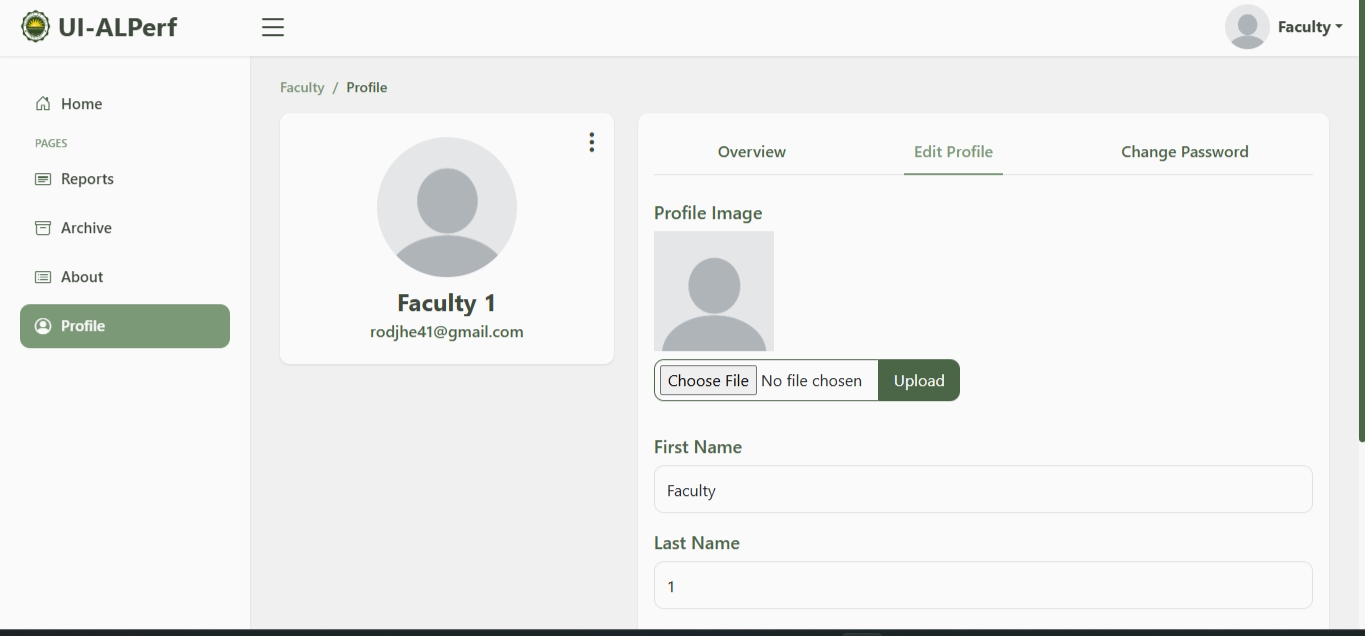 UI-ALPerf
Faculty
Home
PAGES
Reports
Archive
About
Profile
Faculty / Profile
Faculty 1
rodjhe41@gmail.com
Overview
Edit Profile
Change Password
Profile Image
Choose File No file chosen
Upload
First Name
Faculty
Last Name
1